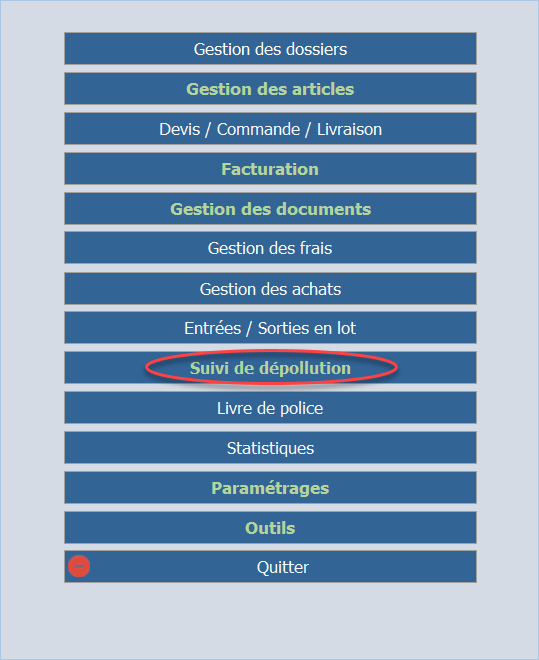 Gestion des dossiers
Gestion des articles
Devis / Commande / Livraison
Facturation
Gestion des documents
Gestion des frais
Gestion des achats
Entrées / Sorties en lot
Suivi de dépollution
Livre de police
Statistiques
Paramétrages
Outils
Quitter